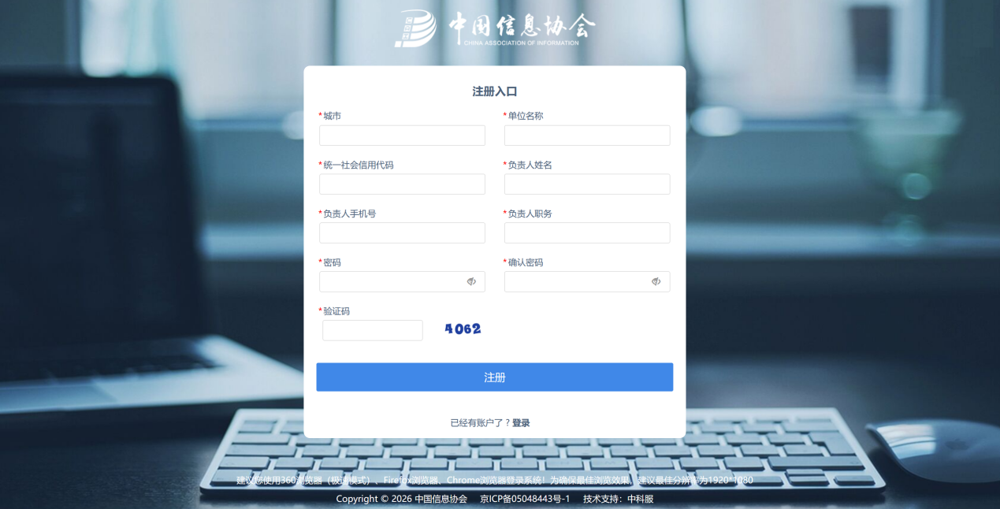 中国信息协会
CHINA ASSOCIATION OF INFORMATION
注册入口
*城市 *单位名称
*统一社会信用代码 *负责人姓名
*负责人手机号 *负责人职务
*密码 *确认密码
*验证码
4062
注册
已经有账户了？登录
建议您使用360浏览器（极速模式）、Firefox浏览器、Chrome浏览器登录系统！为确保最佳浏览效果，建议最佳分辨率为1920*1080
Copyright © 2026 中国信息协会 京ICP备05048443号-1 技术支持：中科服